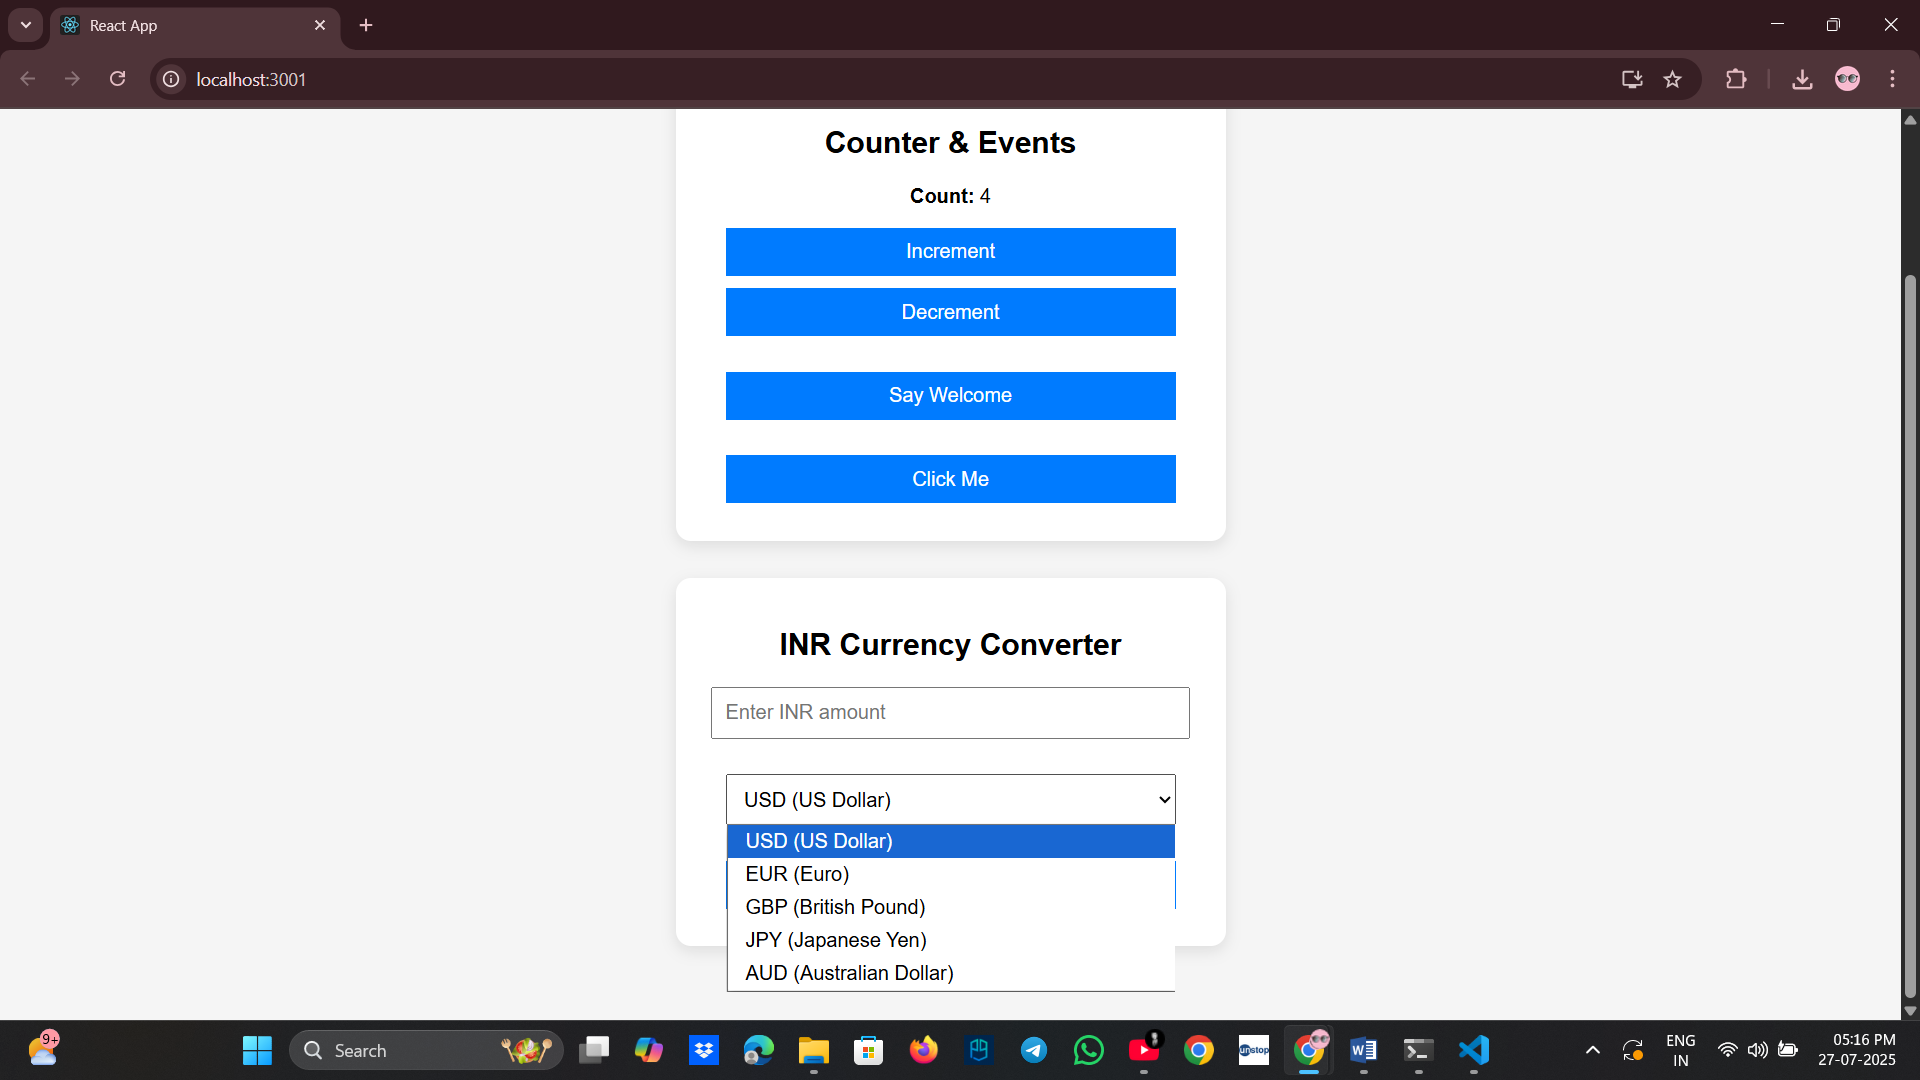 React App
localhost:3001
Counter & Events
Count: 4
Increment
Decrement
Say Welcome
Click Me
INR Currency Converter
Enter INR amount
USD (US Dollar)
USD (US Dollar)
EUR (Euro)
GBP (British Pound)
JPY (Japanese Yen)
AUD (Australian Dollar)
9+
Search
unstop
ENG
IN
05:16 PM
27-07-2025